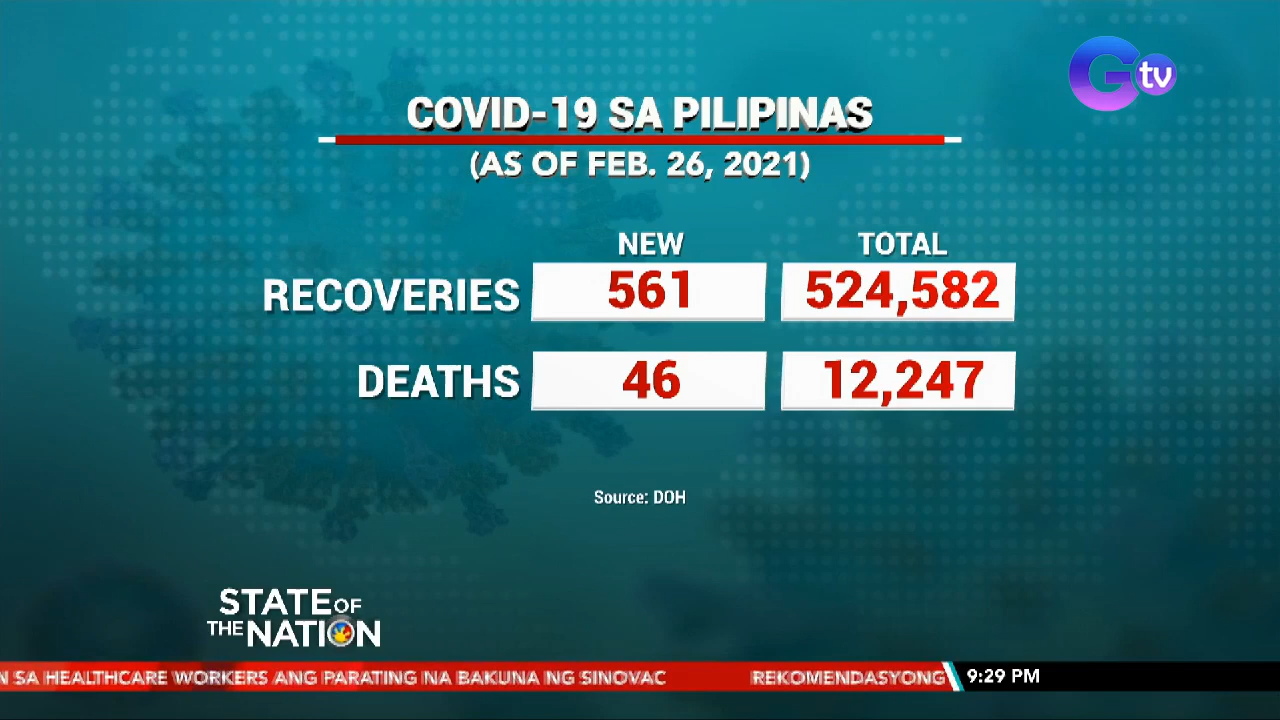 Gtv
COVID-19 SA PILIPINAS
(AS OF FEB. 26, 2021)
NEW TOTAL
RECOVERIES 561 524,582
DEATHS 46 12,247
Source: DOH
STATE OF
THE NATION
N SA HEALTHCARE WORKERS ANG PARATING NA BAKUNA NG SINOVAC REKOMENDASYONG 9:29 PM